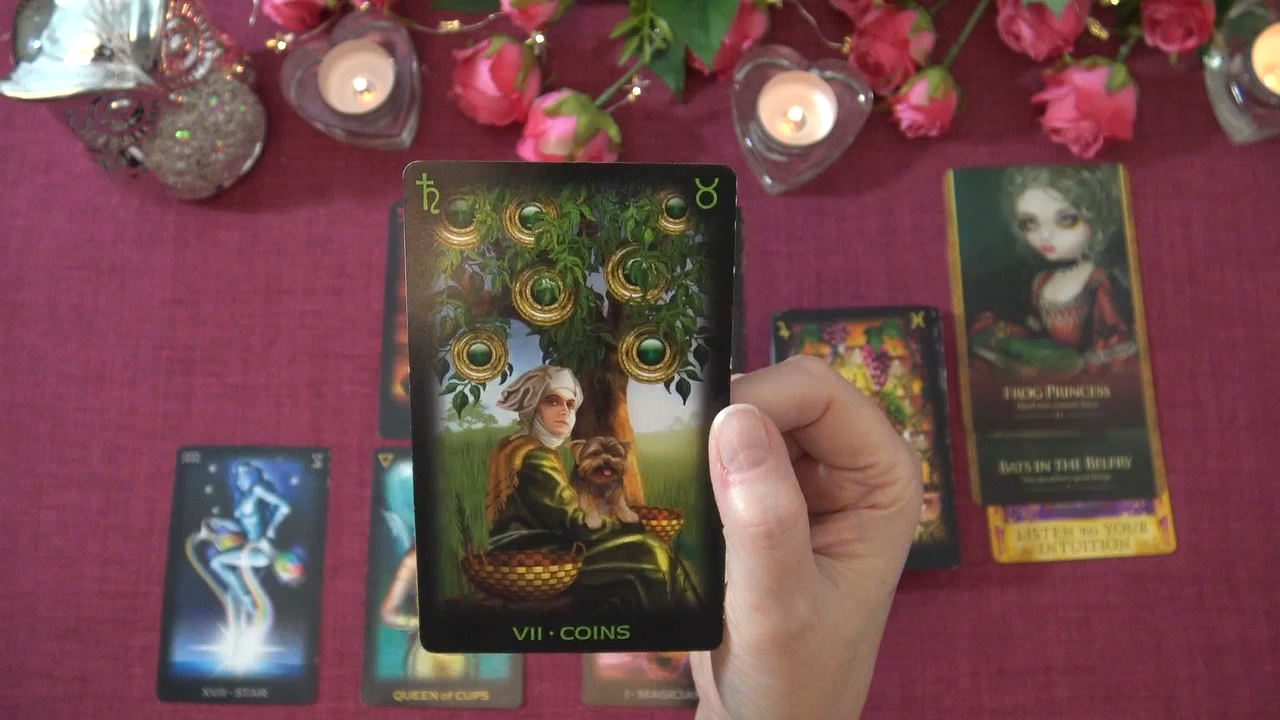 VII · COINS
FROG PRINCESS
BATS IN THE BELFRY
LISTEN TO YOUR
INTUITION
XVII · STAR
QUEEN of CUPS
I · MAGICIAN